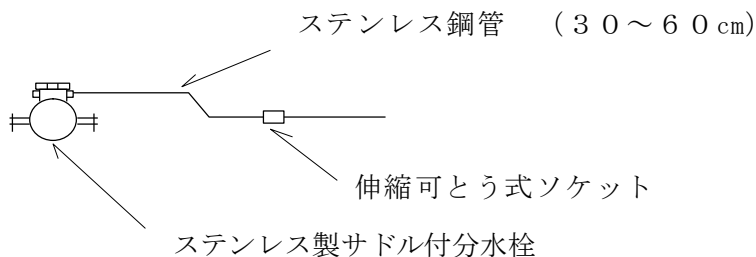 ステンレス鋼管　（３０～６０㎝）
伸縮可とう式ソケット
ステンレス製サドル付分水栓